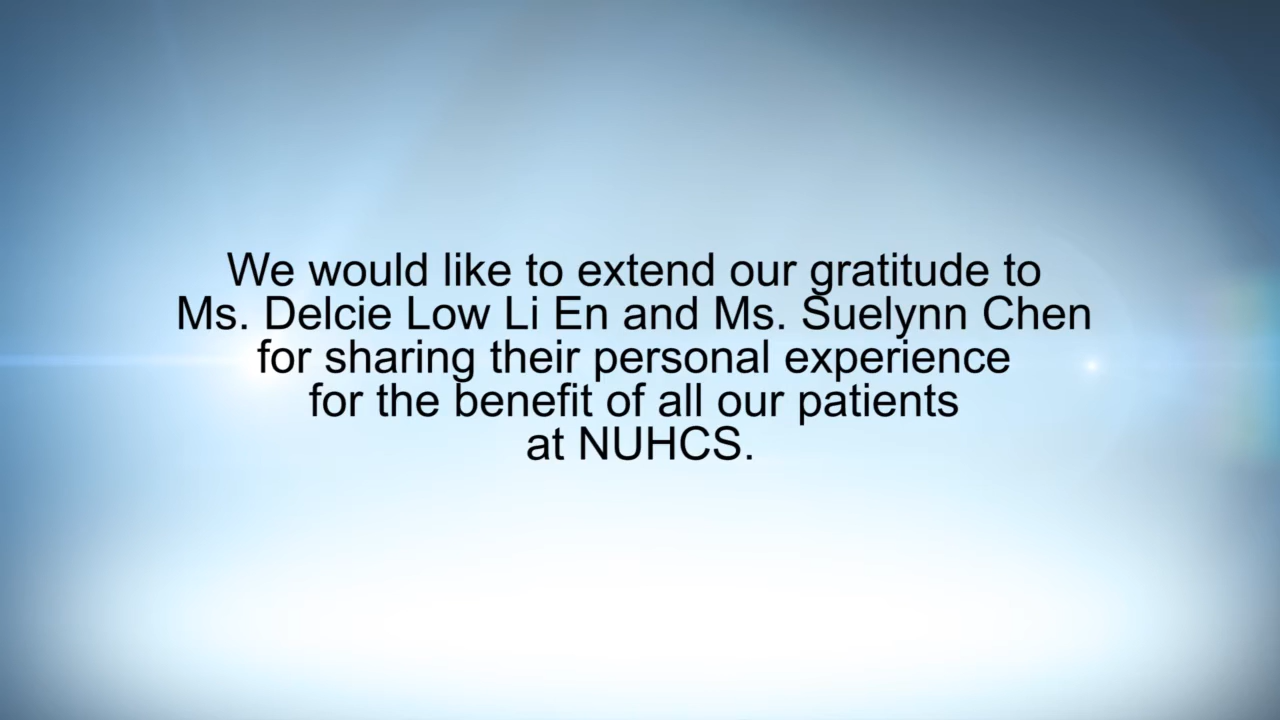 We would like to extend our gratitude to
Ms. Delcie Low Li En and Ms. Suelynn Chen
for sharing their personal experience
for the benefit of all our patients
at NUHCS.